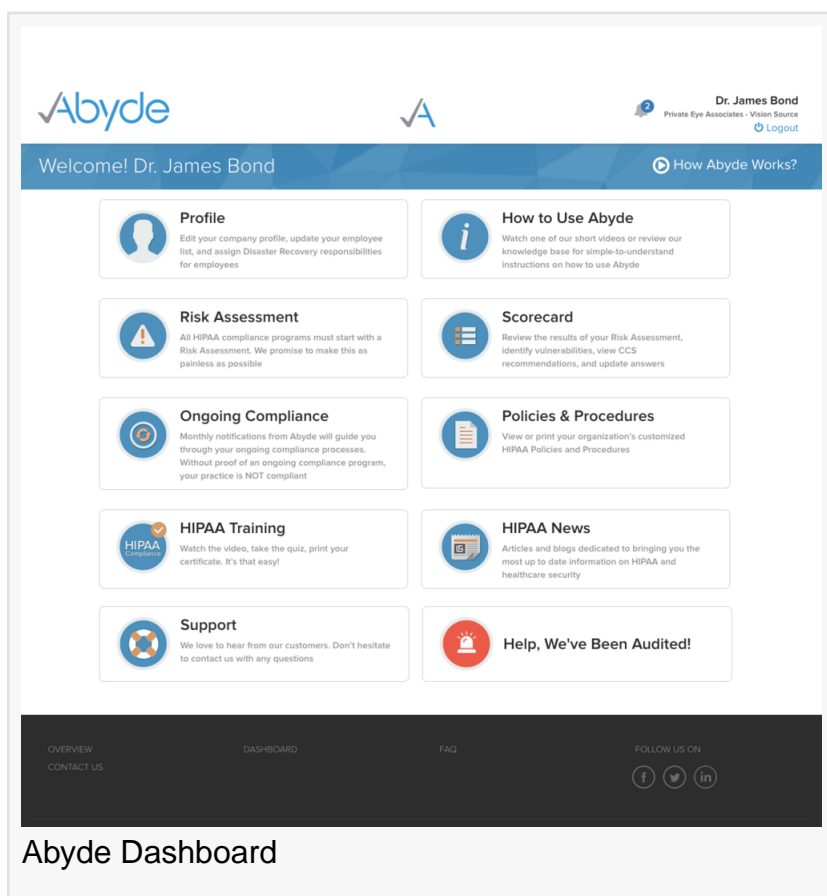 Abyde
A
2
Dr. James Bond
Private Eye Associates - Vision Source
Logout
Welcome! Dr. James Bond
How Abyde Works?
Profile
Edit your company profile, update your employee
list, and assign Disaster Recovery responsibilities
for employees
How to Use Abyde
Watch one of our short videos or review our
knowledge base for simple-to-understand
instructions on how to use Abyde
Risk Assessment
All HIPAA compliance programs must start with a
Risk Assessment. We promise to make this as
painless as possible
Scorecard
Review the results of your Risk Assessment,
identify vulnerabilities, view CCS
recommendations, and update answers
Ongoing Compliance
Monthly notifications from Abyde will guide you
through your ongoing compliance processes.
Without proof of an ongoing compliance program,
your practice is NOT compliant
Policies & Procedures
View or print your organization's customized
HIPAA Policies and Procedures
HIPAA
Compliance
HIPAA Training
Watch the video, take the quiz, print your
certificate. It's that easy!
HIPAA News
Articles and blogs dedicated to bringing you the
most up to date information on HIPAA and
healthcare security
Support
We love to hear from our customers. Don't hesitate
to contact us with any questions
Help, We've Been Audited!
OVERVIEW
CONTACT US
DASHBOARD
FAQ
FOLLOW US ON
Abyde Dashboard